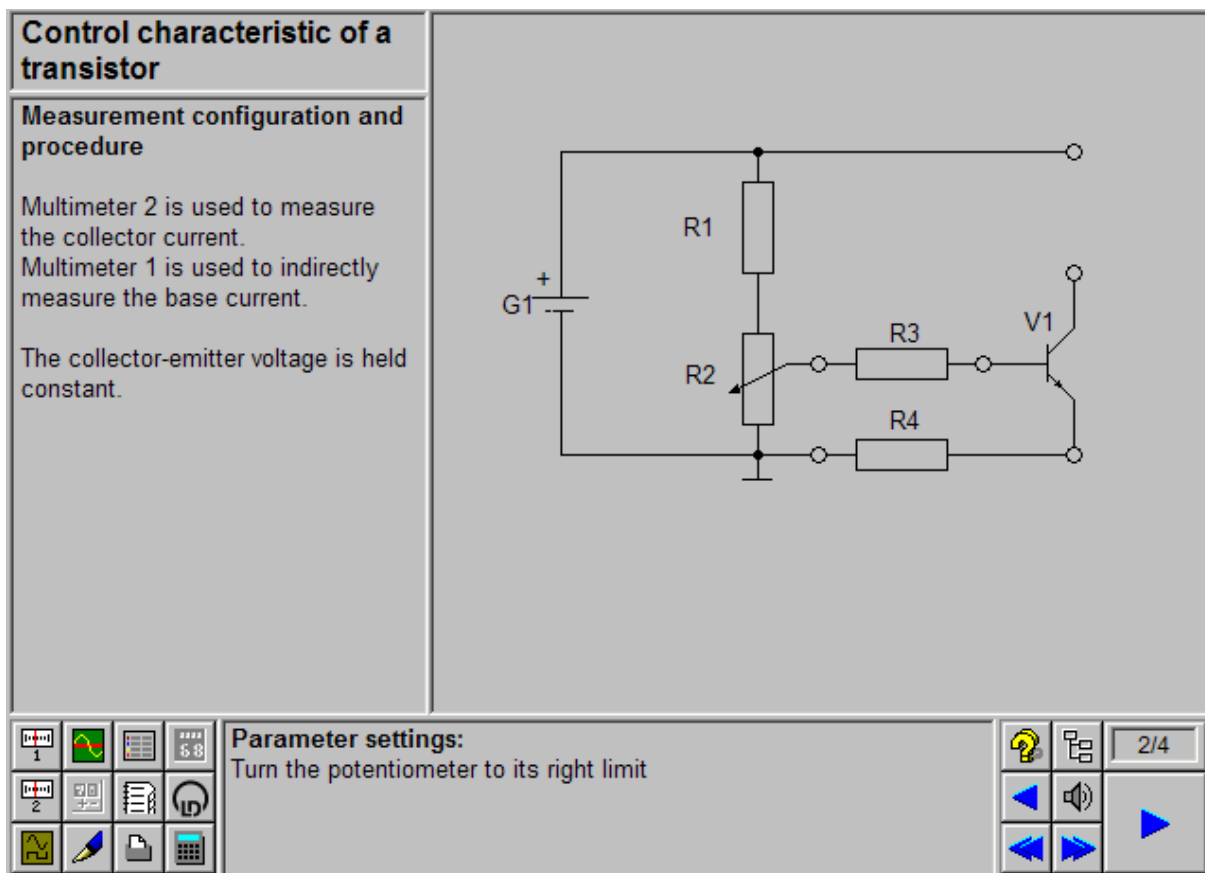 Control characteristic of a
transistor
Measurement configuration and
procedure
Multimeter 2 is used to measure
the collector current.
Multimeter 1 is used to indirectly
measure the base current.
The collector-emitter voltage is held
constant.
R1
+
G1
R2
R3
V1
R4
1
2
68
LD
Parameter settings:
Turn the potentiometer to its right limit
2/4